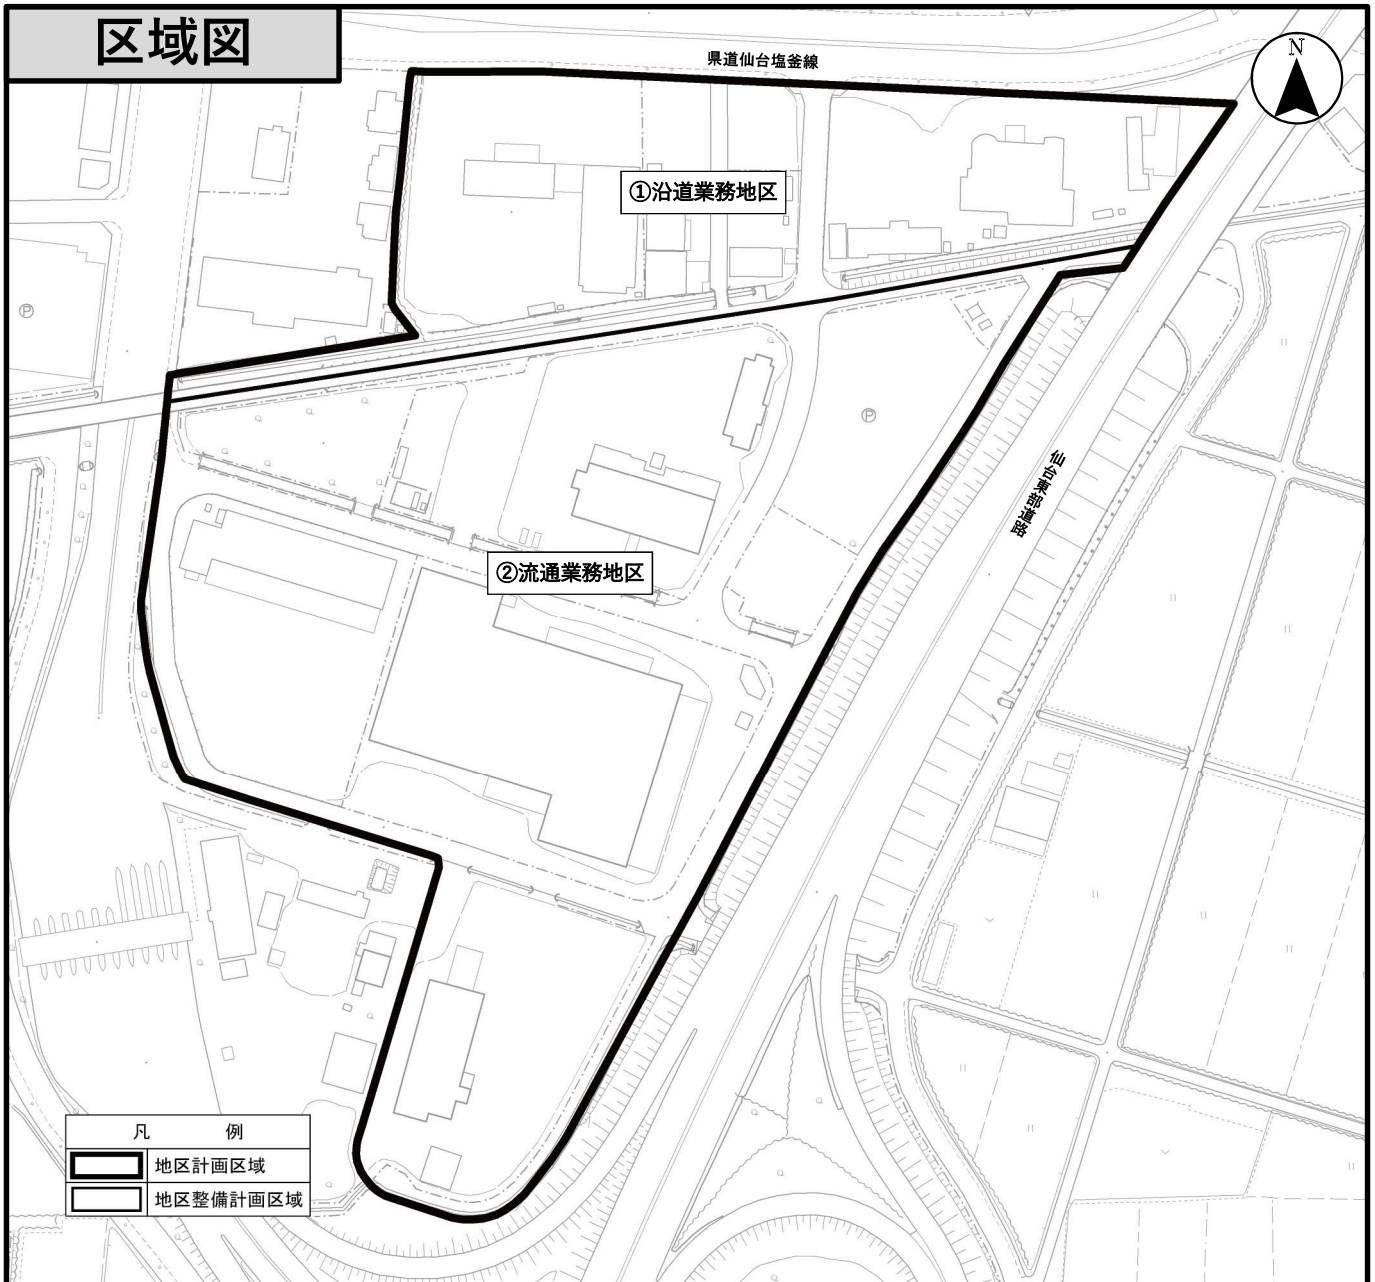 区域図
県道仙台塩釜線
N
①沿道業務地区
Ⓟ
Ⓟ
仙台東部道路
②流通業務地区
凡 例
地区計画区域
地区整備計画区域